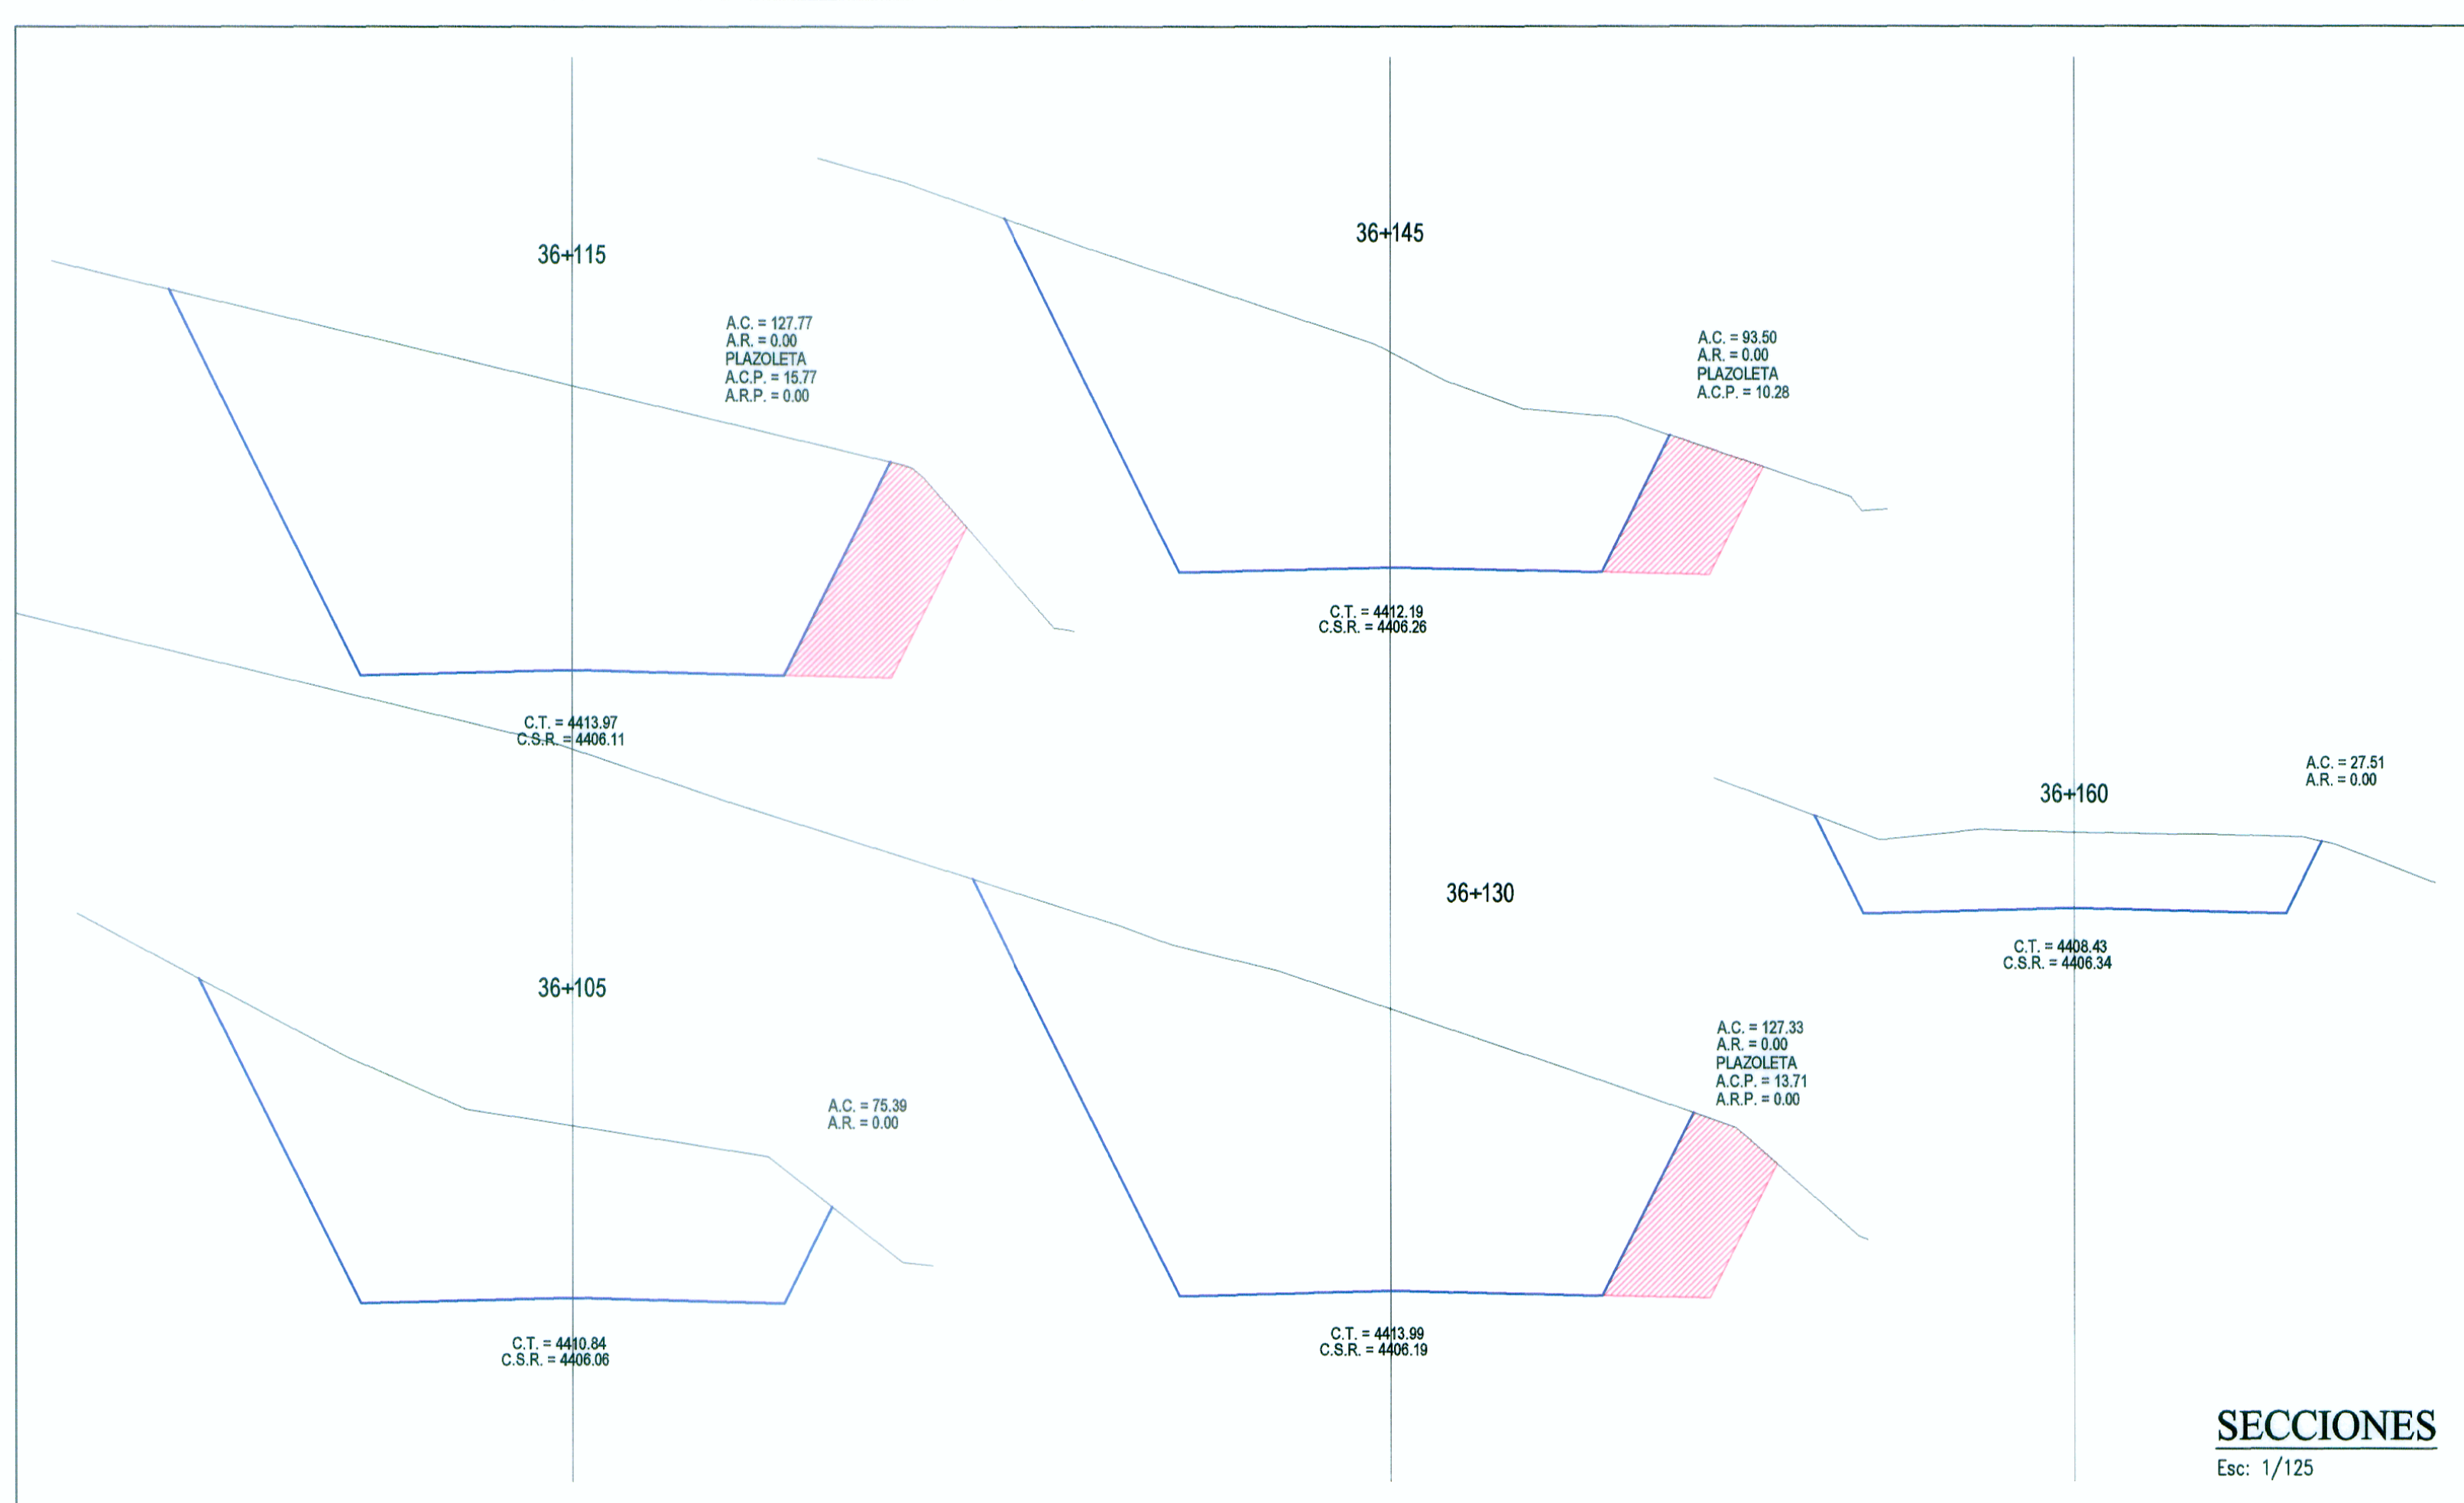 36+115
A.C. = 127.77
A.R. = 0.00
PLAZOLETA
A.C.P. = 15.77
A.R.P. = 0.00
C.T. = 4413.97
C.S.R. = 4406.11
36+145
A.C. = 93.50
A.R. = 0.00
PLAZOLETA
A.C.P. = 10.28
C.T. = 4412.19
C.S.R. = 4406.26
36+160
A.C. = 27.51
A.R. = 0.00
C.T. = 4408.43
C.S.R. = 4406.34
36+105
A.C. = 75.39
A.R. = 0.00
C.T. = 4410.84
C.S.R. = 4406.06
36+130
A.C. = 127.33
A.R. = 0.00
PLAZOLETA
A.C.P. = 13.71
A.R.P. = 0.00
C.T. = 4413.99
C.S.R. = 4406.19
SECCIONES
Esc: 1/125